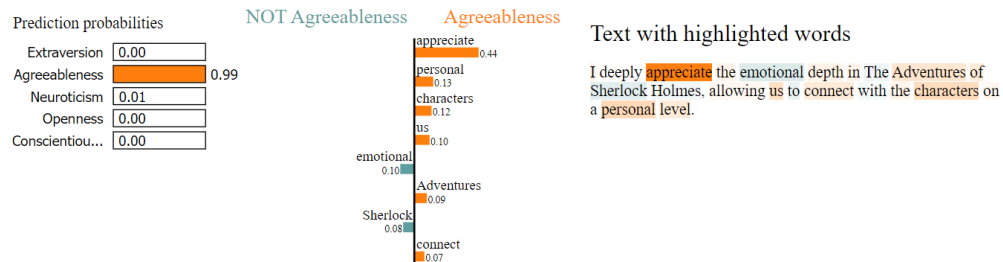 Prediction probabilities
Extraversion 0.00
Agreeableness 0.99
Neuroticism 0.01
Openness 0.00
Conscientiou... 0.00
NOT Agreeableness Agreeableness
appreciate
0.44
personal
0.13
characters
0.12
us
0.10
emotional
0.10
Adventures
0.09
Sherlock
0.08
connect
0.07
Text with highlighted words
I deeply appreciate the emotional depth in The Adventures of
Sherlock Holmes, allowing us to connect with the characters on
a personal level.